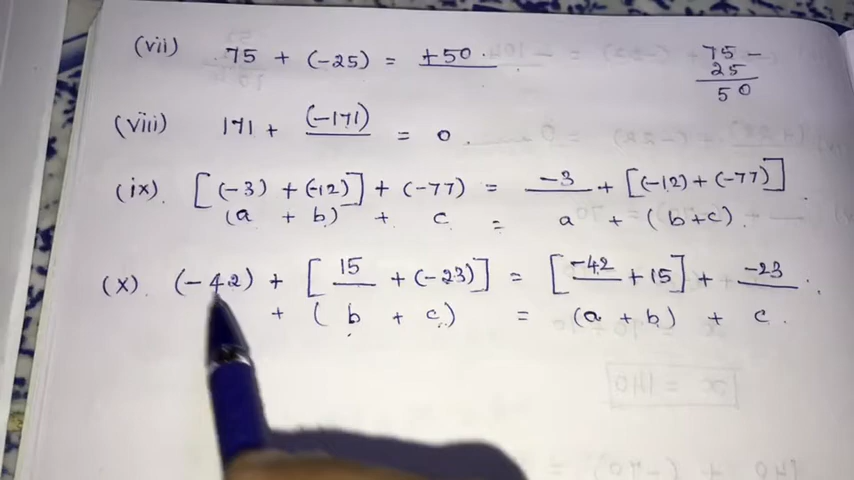 (vii) 75 + (-25) = +50.
75 -
25
50
(viii) 171 + (-171) = 0.
(ix). [(-3) + (-12)] + (-77) = -3 + [(-12) + (-77)]
(a + b) + c = a + (b+c).
(x). (-42) + [15 + (-23)] = [-42 + 15] + -23.
+ (b + c) = (a + b) + c.